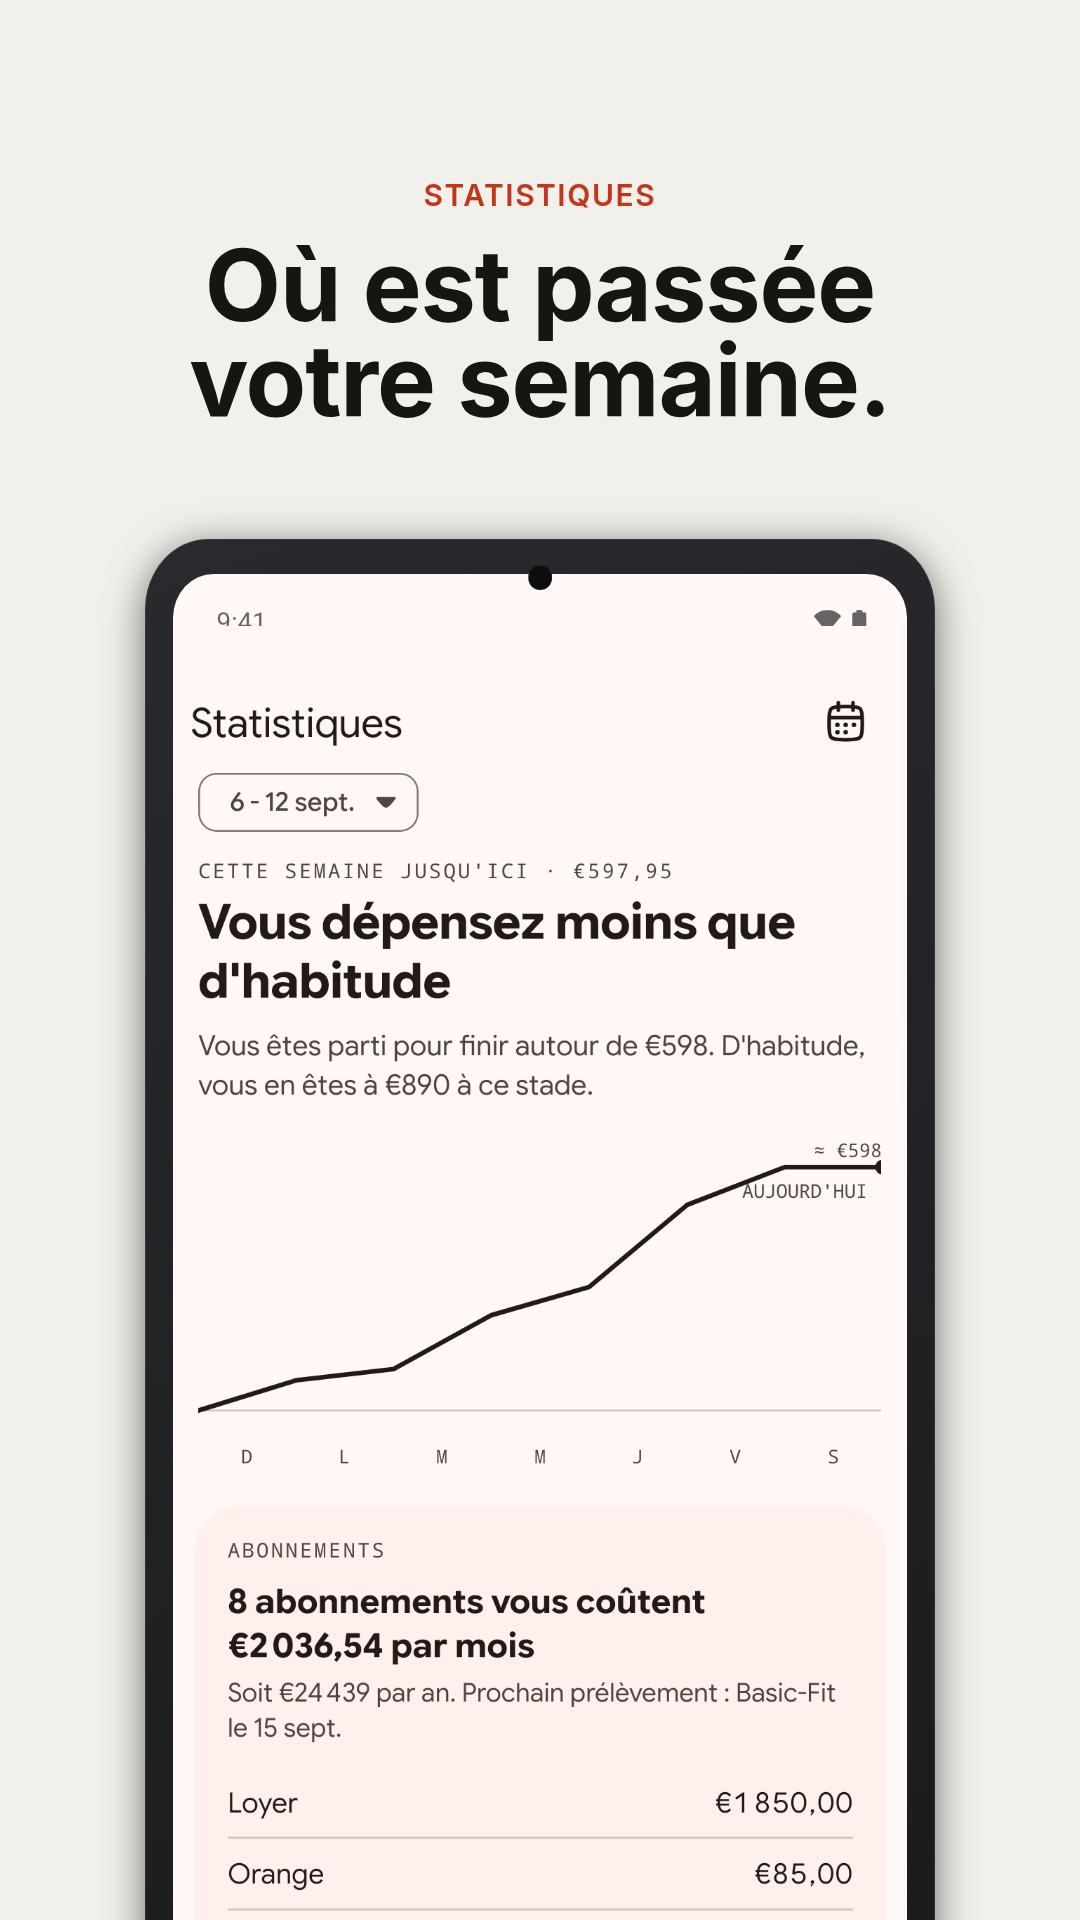 STATISTIQUES
Où est passée
votre semaine.
9:41
Statistiques
6 - 12 sept.
CETTE SEMAINE JUSQU'ICI · €597,95
Vous dépensez moins que
d'habitude
Vous êtes parti pour finir autour de €598. D'habitude,
vous en êtes à €890 à ce stade.
≈ €598
AUJOURD'HUI
D L M M J V S
ABONNEMENTS
8 abonnements vous coûtent
€2 036,54 par mois
Soit €24 439 par an. Prochain prélèvement : Basic-Fit
le 15 sept.
Loyer €1 850,00
Orange €85,00